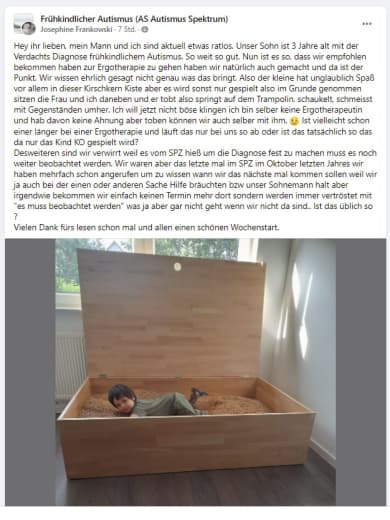 Frühkindlicher Autismus (AS Autismus Spektrum)
Josephine Frankowski · 7 Std. ·
Hey ihr lieben, mein Mann und ich sind aktuell etwas ratlos. Unser Sohn ist 3 Jahre alt mit der
Verdachts Diagnose frühkindlichem Autismus. So weit so gut. Nun ist es so. dass wir empfohlen
bekommen haben zur Ergotherapie zu gehen haben wir natürlich auch gemacht und da ist der
Punkt. Wir wissen ehrlich gesagt nicht genau was das bringt. Also der kleine hat unglaublich Spaß
vor allem in dieser Kirschkern Kiste aber es wird sonst nur gespielt also im Grunde genommen
sitzen die Frau und ich daneben und er tobt also springt auf dem Trampolin, schaukelt, schmeisst
mit Gegenständen umher. Ich will jetzt nicht böse klingen ich bin selber keine Ergotherapeutin
und hab davon keine Ahnung aber toben können wir auch selber mit ihm. 😉 Ist vielleicht schon
einer länger bei einer Ergotherapie und läuft das nur bei uns so ab oder ist das tatsächlich so das
da nur das Kind KO gespielt wird?
Desweiteren sind wir verwirrt weil es vom SPZ hieß um die Diagnose fest zu machen muss es noch
weiter beobachtet werden. Wir waren aber das letzte mal im SPZ im Oktober letzten Jahres wir
haben mehrfach schon angerufen um zu wissen wann wir das nächste mal kommen sollen weil wir
ja auch bei der einen oder anderen Sache Hilfe bräuchten bzw unser Sohnemann halt aber
irgendwie bekommen wir einfach keinen Termin mehr dort sondern werden immer vertröstet mit
"es muss beobachtet werden" was ja aber gar nicht geht wenn wir nicht da sind.. Ist das üblich so
?
Vielen Dank fürs lesen schon mal und allen einen schönen Wochenstart.